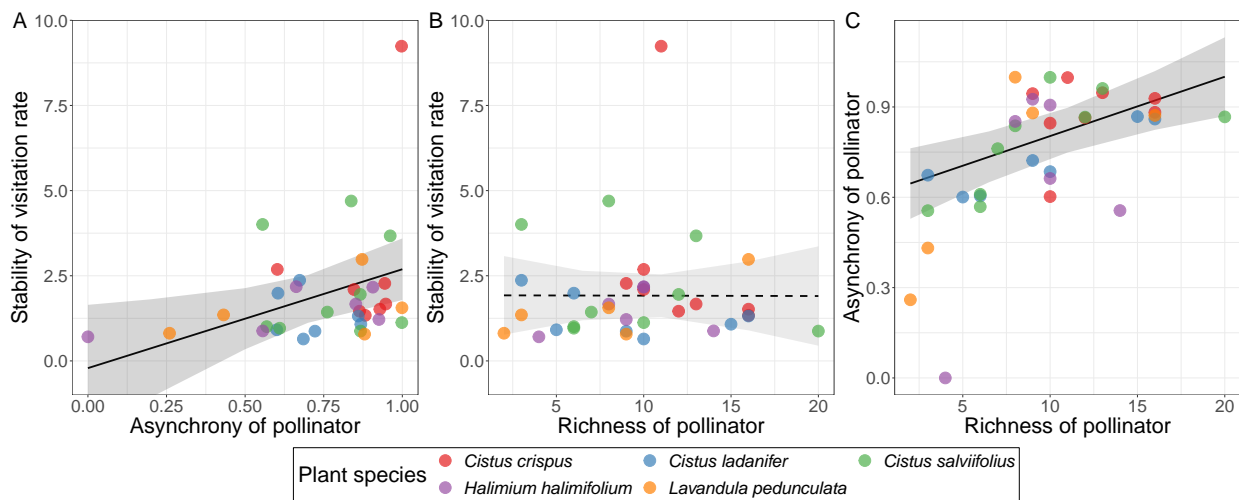 A
Stability of visitation rate
10.0
7.5
5.0
2.5
0.0
0.00
0.25
0.50
0.75
1.00
Asynchrony of pollinator
B
Stability of visitation rate
10.0
7.5
5.0
2.5
0.0
5
10
15
20
Richness of pollinator
C
Asynchrony of pollinator
0.9
0.6
0.3
0.0
5
10
15
20
Richness of pollinator
Plant species
Cistus crispus
Cistus ladanifer
Cistus salviifolius
Halimium halimifolium
Lavandula pedunculata